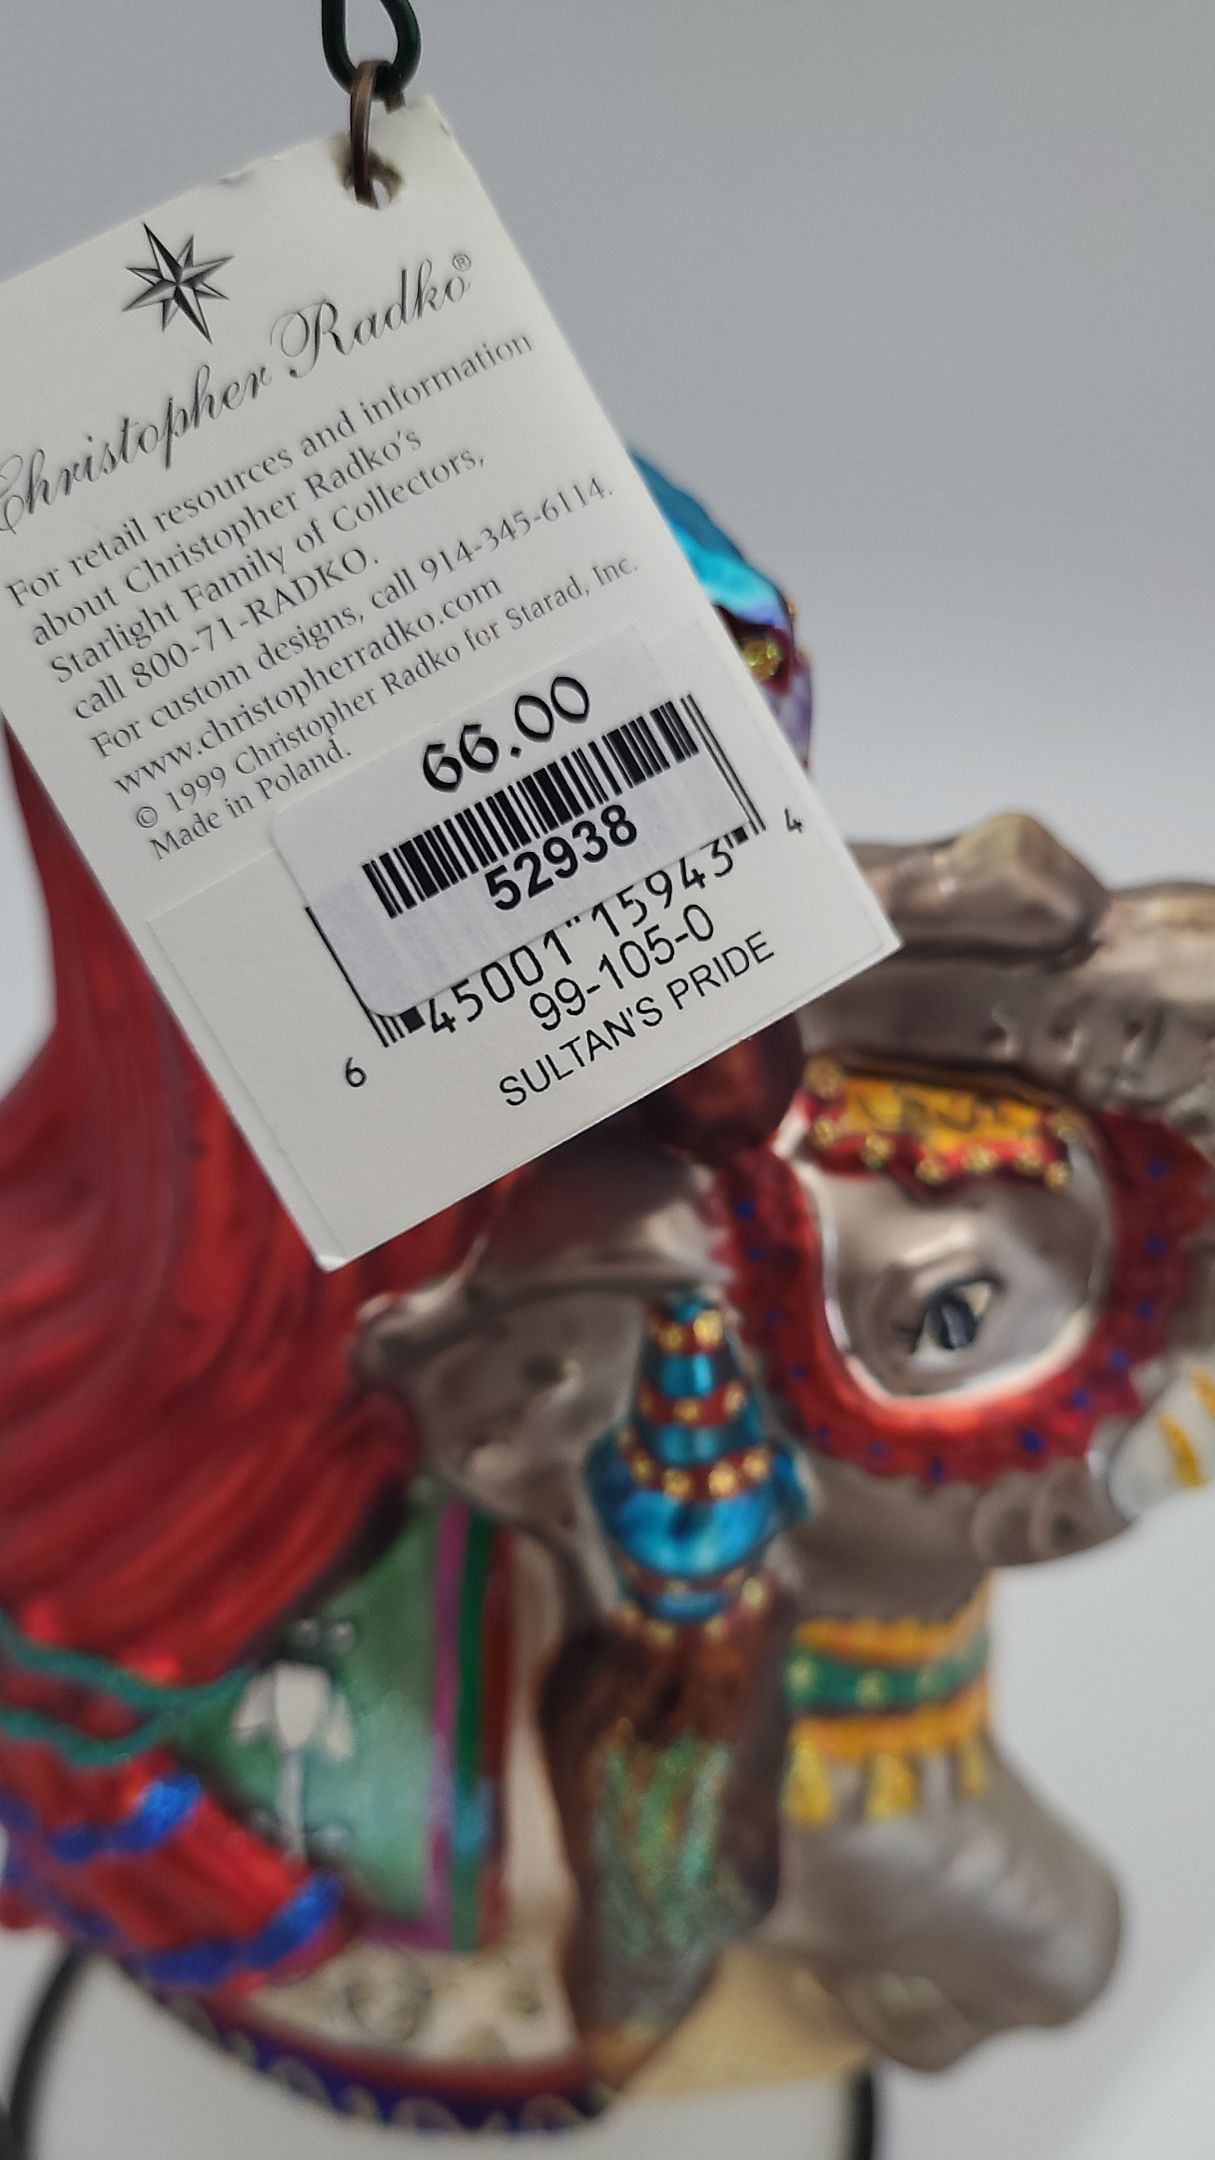 Christopher Radko®
For retail resources and information
about Christopher Radko's
Starlight Family of Collectors,
call 800-71-RADKO.
For custom designs, call 914-345-6114.
www.christopherradko.com
© 1999 Christopher Radko for Starad, Inc.
Made in Poland.
66.00
52938
6 45001 15943 4
99-105-0
SULTAN'S PRIDE